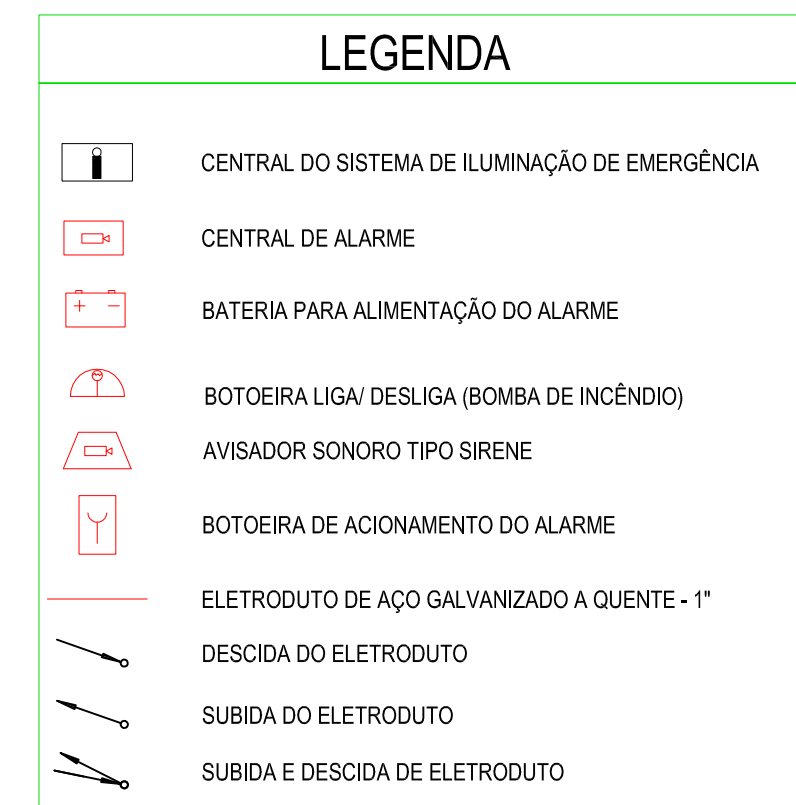 LEGENDA
CENTRAL DO SISTEMA DE ILUMINAÇÃO DE EMERGÊNCIA
CENTRAL DE ALARME
+ −
BATERIA PARA ALIMENTAÇÃO DO ALARME
BOTOEIRA LIGA/ DESLIGA (BOMBA DE INCÊNDIO)
AVISADOR SONORO TIPO SIRENE
BOTOEIRA DE ACIONAMENTO DO ALARME
ELETRODUTO DE AÇO GALVANIZADO A QUENTE - 1"
DESCIDA DO ELETRODUTO
SUBIDA DO ELETRODUTO
SUBIDA E DESCIDA DE ELETRODUTO